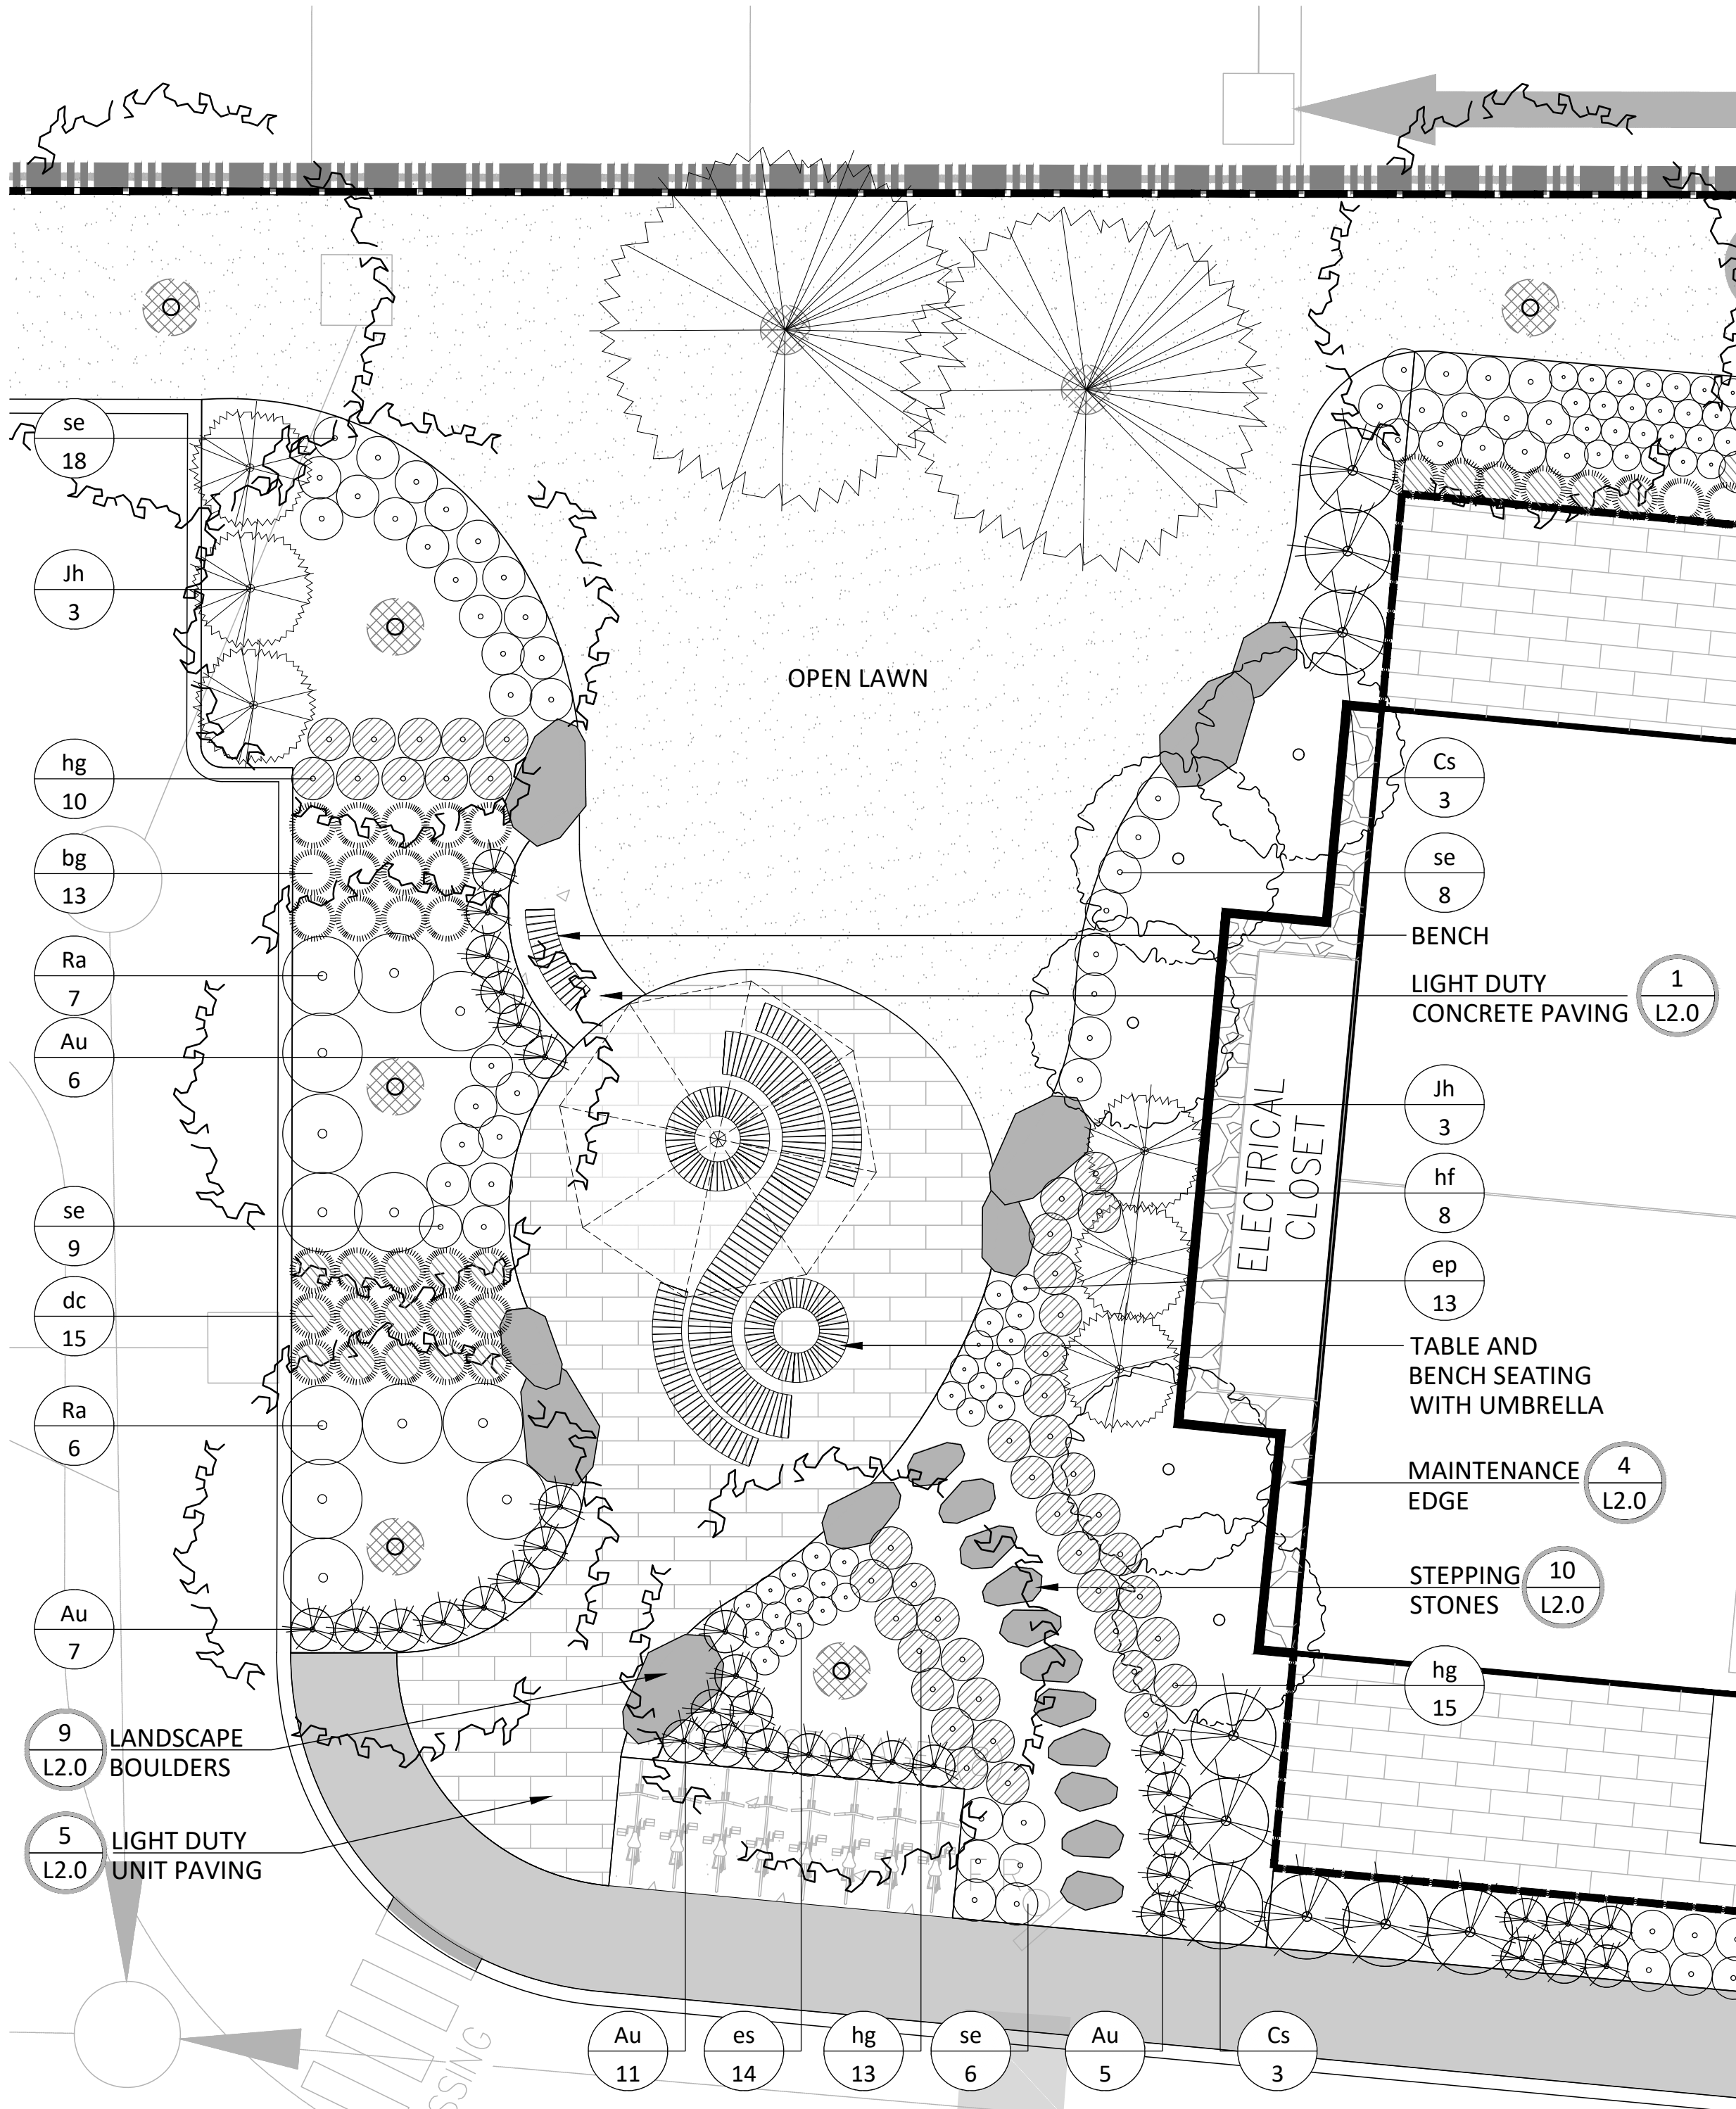 se
18
Jh
3
hg
10
bg
13
Ra
7
Au
6
se
9
dc
15
Ra
6
Au
7
9
L2.0
LANDSCAPE
BOULDERS
5
L2.0
LIGHT DUTY
UNIT PAVING
OPEN LAWN
ELECTRICAL
CLOSET
Cs
3
se
8
BENCH
LIGHT DUTY
CONCRETE PAVING
1
L2.0
Jh
3
hf
8
ep
13
TABLE AND
BENCH SEATING
WITH UMBRELLA
MAINTENANCE
EDGE
4
L2.0
STEPPING
STONES
10
L2.0
hg
15
Au
11
es
14
hg
13
se
6
Au
5
Cs
3
SSING